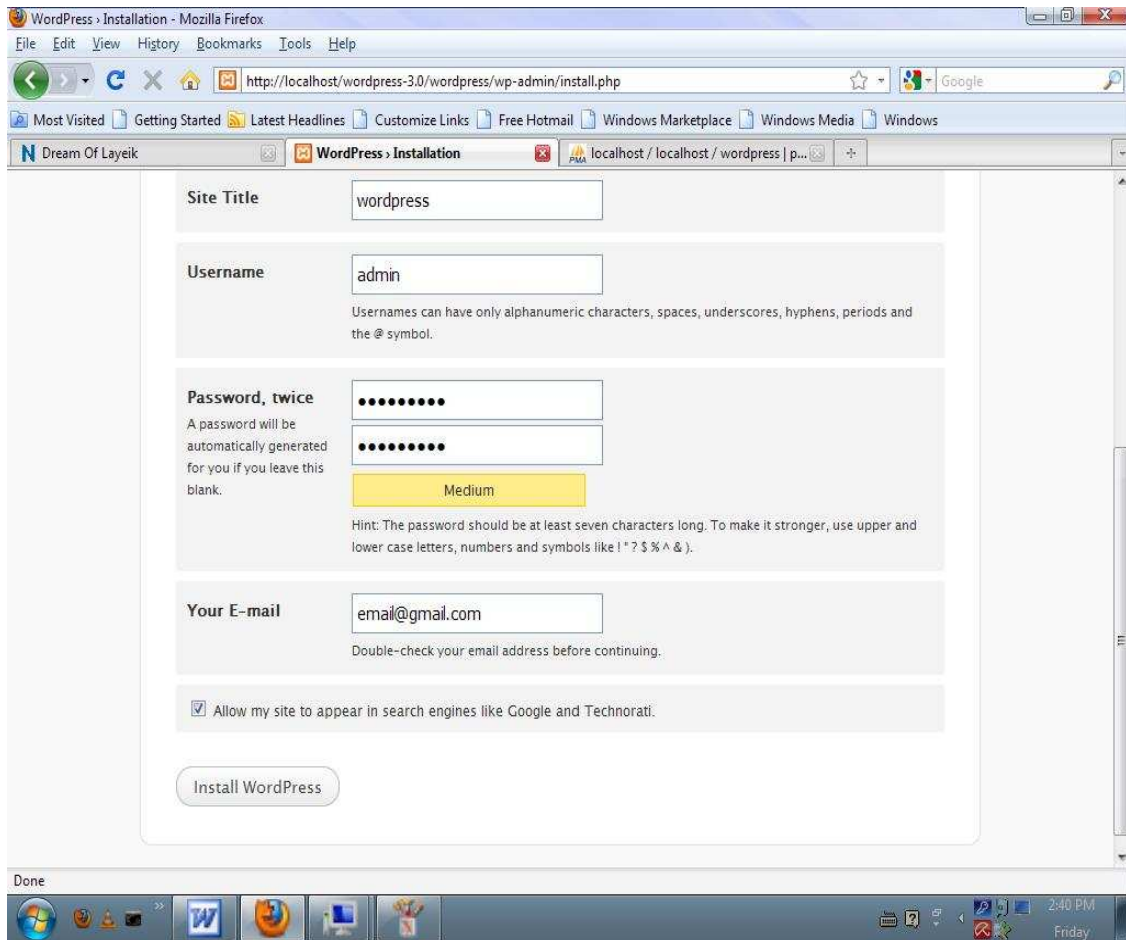 WordPress › Installation - Mozilla Firefox
File Edit View History Bookmarks Tools Help
http://localhost/wordpress-3.0/wordpress/wp-admin/install.php Google
Most Visited Getting Started Latest Headlines Customize Links Free Hotmail Windows Marketplace Windows Media Windows
Dream Of Layeik WordPress › Installation PMA localhost / localhost / wordpress | p...
Site Title wordpress
Username admin
Usernames can have only alphanumeric characters, spaces, underscores, hyphens, periods and
the @ symbol.
Password, twice •••••••••
A password will be
automatically generated •••••••••
for you if you leave this
blank. Medium
Hint: The password should be at least seven characters long. To make it stronger, use upper and
lower case letters, numbers and symbols like ! " ? $ % ^ & ).
Your E-mail email@gmail.com
Double-check your email address before continuing.
Allow my site to appear in search engines like Google and Technorati.
Install WordPress
Done
2:40 PM
Friday